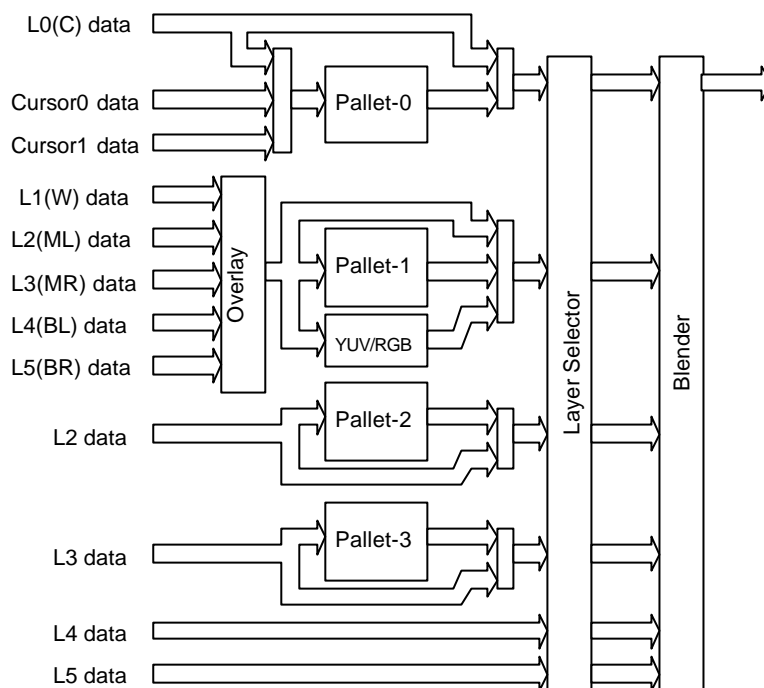 L0(C) data
Cursor0 data
Pallet-0
Cursor1 data
L1(W) data
L2(ML) data
L3(MR) data
L4(BL) data
L5(BR) data
Overlay
Pallet-1
YUV/RGB
Layer Selector
Blender
L2 data
Pallet-2
L3 data
Pallet-3
L4 data
L5 data